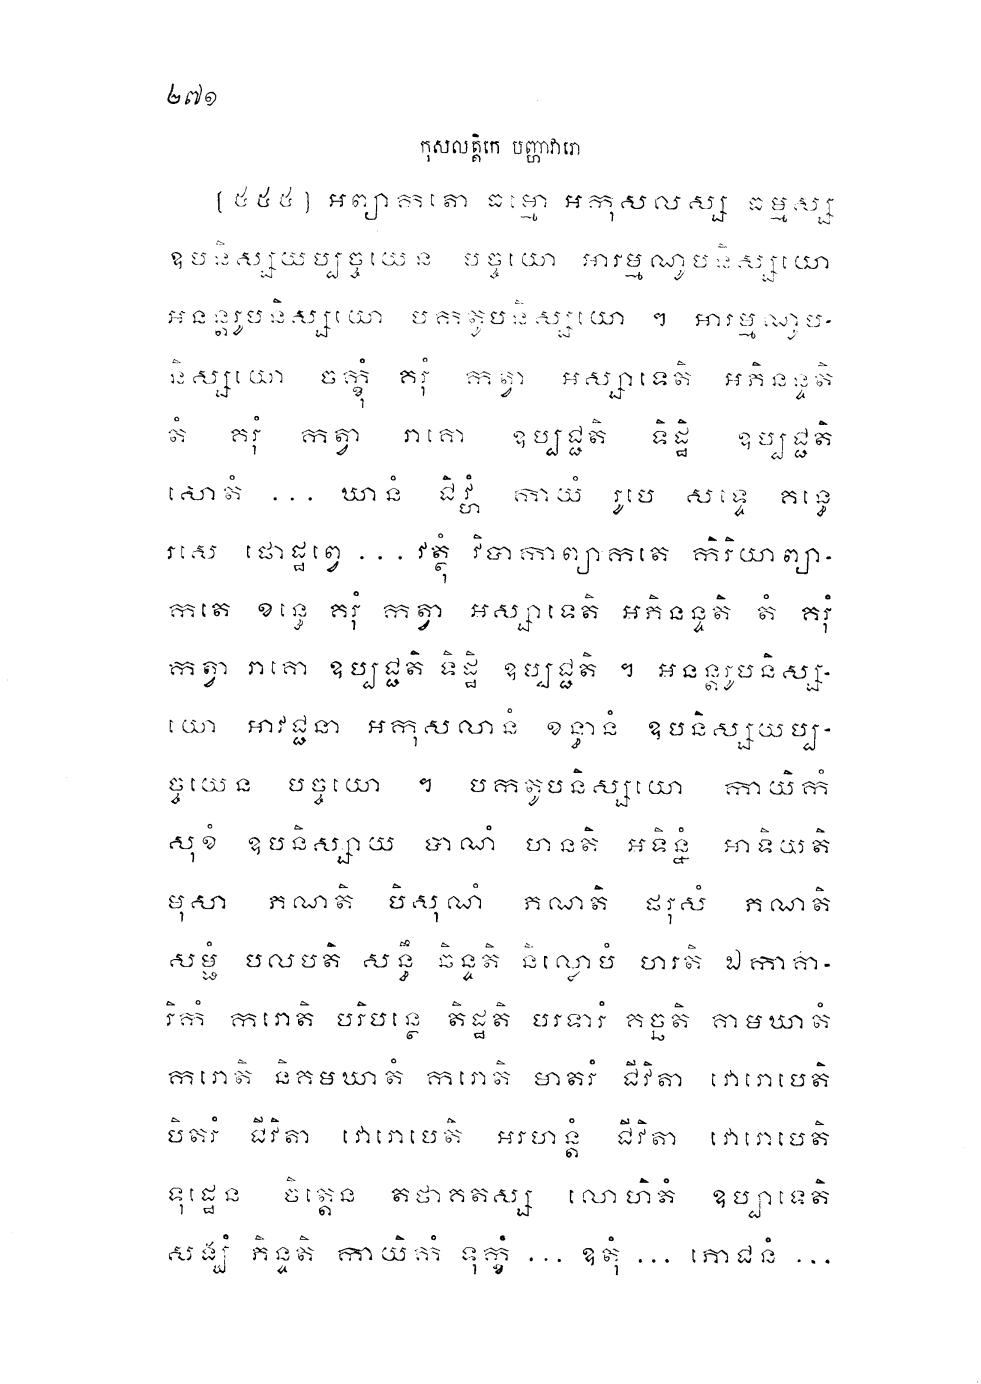 ២៧១
កុសលត្តិកេ បញ្ហាវារោ
[៥៥៥] អព្យាកតោ ធម្មោ អកុសលស្ស ធម្មស្ស
ឧបនិស្សយប្បច្ចយេន បច្ចយោ អារម្មណូបនិស្សយោ
អនន្តរូបនិស្សយោ បកតូបនិស្សយោ ។ អារម្មណូប-
និស្សយោ ចក្ខុំ គរុំ កត្វា អស្សាទេតិ អភិនន្ទតិ
តំ គរុំ កត្វា រាគោ ឧប្បជ្ជតិ ទិដ្ឋិ ឧប្បជ្ជតិ
សោតំ ... ឃានំ ជិវ្ហំ កាយំ រូបេ សទ្ទេ គន្ធេ
រសេ ផោដ្ឋព្វេ ... វត្ថុំ វិបាកាព្យាកតេ កិរិយាព្យា-
កតេ ខន្ធេ គរុំ កត្វា អស្សាទេតិ អភិនន្ទតិ តំ គរុំ
កត្វា រាគោ ឧប្បជ្ជតិ ទិដ្ឋិ ឧប្បជ្ជតិ ។ អនន្តរូបនិស្ស-
យោ អាវជ្ជនា អកុសលានំ ខន្ធានំ ឧបនិស្សយប្ប-
ច្ចយេន បច្ចយោ ។ បកតូបនិស្សយោ កាយិកំ
សុខំ ឧបនិស្សាយ បាណំ ហនតិ អទិន្នំ អាទិយតិ
មុសា ភណតិ បិសុណំ ភណតិ ផរុសំ ភណតិ
សម្ផំ បលបតិ សន្ធឹ ឆិន្ទតិ និល្លោបំ ហរតិ ឯកាគា-
រិកំ ករោតិ បរិបន្ថេ តិដ្ឋតិ បរទារំ គច្ឆតិ គាមឃាតំ
ករោតិ និគមឃាតំ ករោតិ មាតរំ ជីវិតា វោរោបេតិ
បិតរំ ជីវិតា វោរោបេតិ អរហន្តំ ជីវិតា វោរោបេតិ
ទុដ្ឋេន ចិត្តេន តថាគតស្ស លោហិតំ ឧប្បាទេតិ
សង្ឃំ ភិន្ទតិ កាយិកំ ទុក្ខំ ... ឧតុំ ... ភោជនំ ...